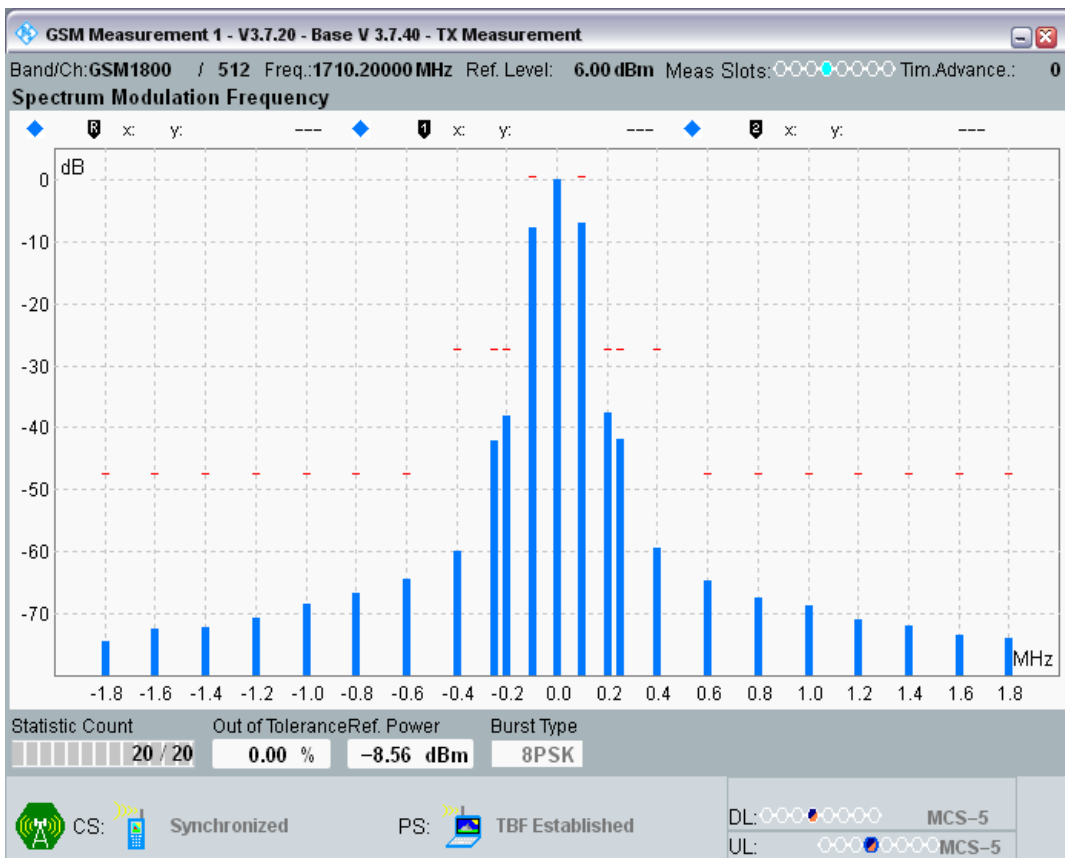 GSM Measurement 1 - V3.7.20 - Base V 3.7.40 - TX Measurement
Band/Ch:GSM1800 / 512 Freq.:1710.20000 MHz Ref. Level: 6.00 dBm Meas Slots: Tim.Advance.: 0
Spectrum Modulation Frequency
R x: y: --- 1 x: y: --- 2 x: y: ---
dB
0
-10
-20
-30
-40
-50
-60
-70
MHz
-1.8 -1.6 -1.4 -1.2 -1.0 -0.8 -0.6 -0.4 -0.2 0.0 0.2 0.4 0.6 0.8 1.0 1.2 1.4 1.6 1.8
Statistic Count Out of Tolerance Ref. Power Burst Type
20 / 20 0.00 % -8.56 dBm 8PSK
CS: Synchronized PS: TBF Established
DL: MCS-5
UL: MCS-5